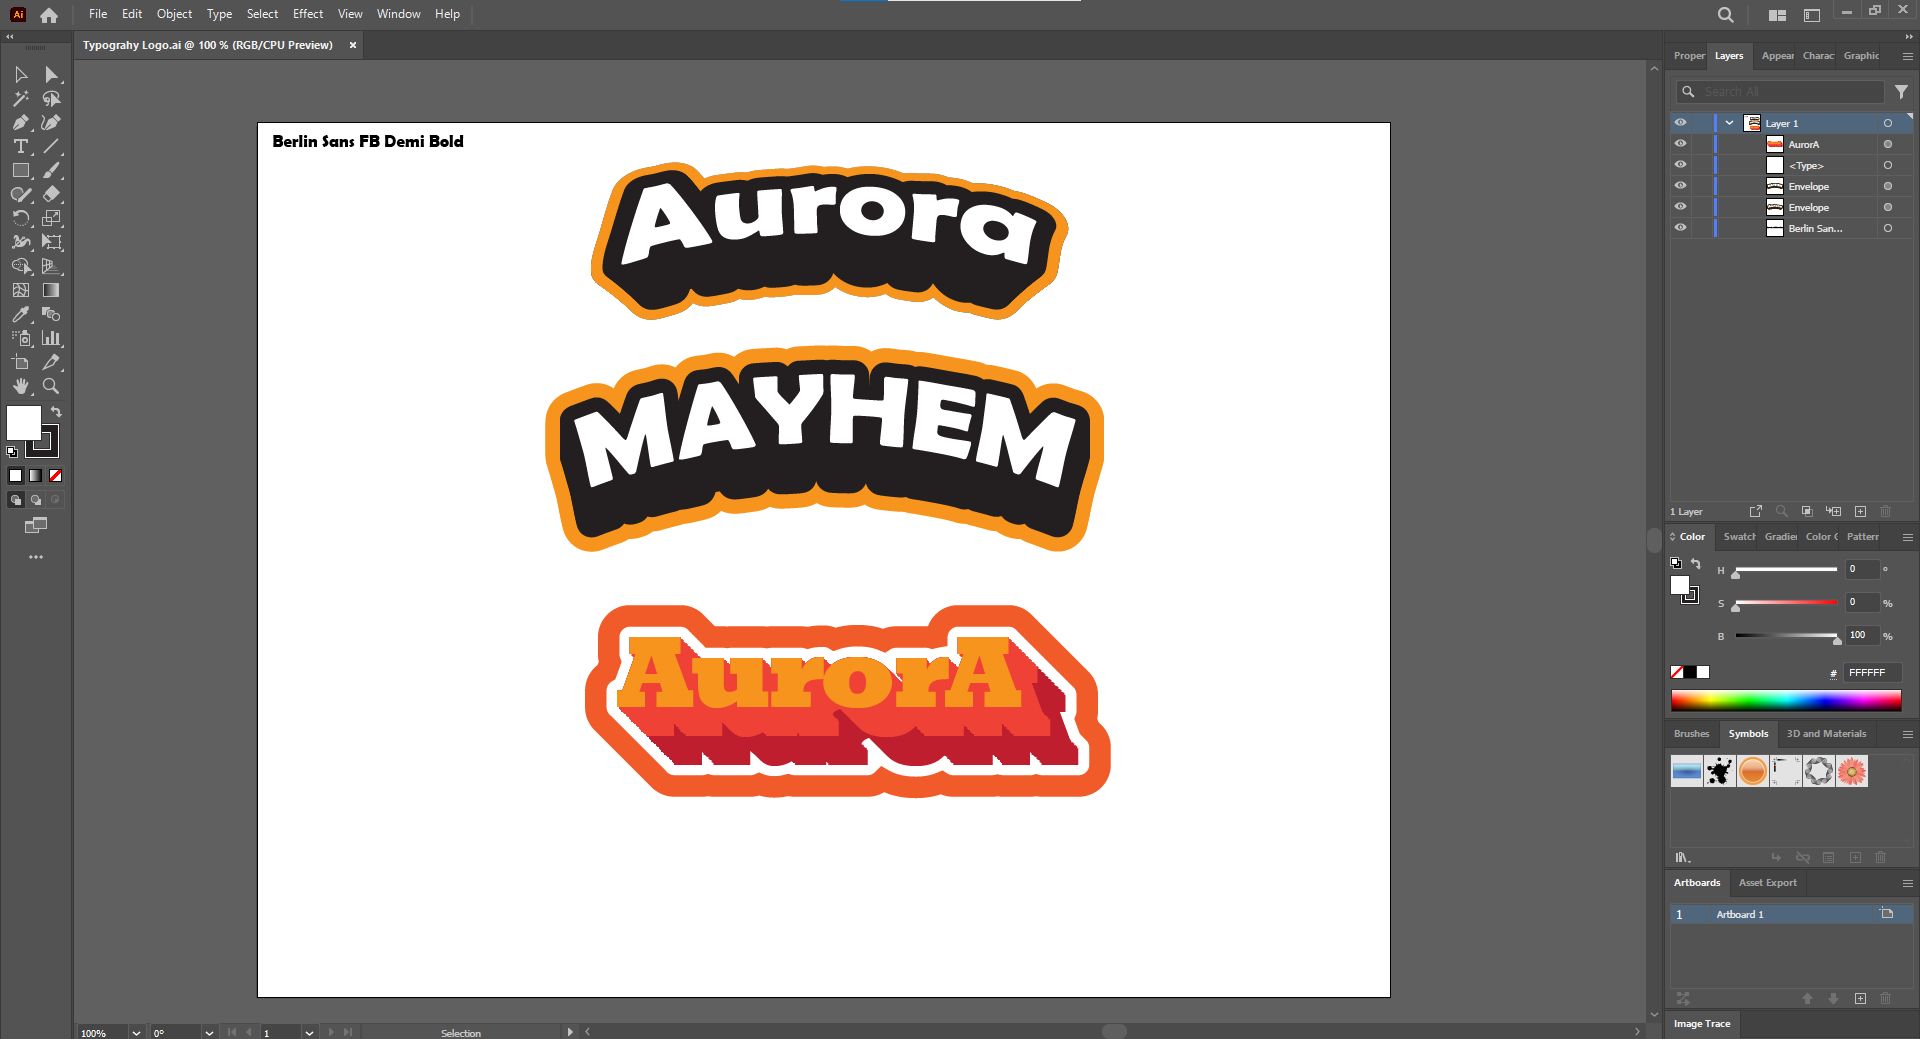 Ai File Edit Object Type Select Effect View Window Help
Typograhy Logo.ai @ 100 % (RGB/CPU Preview) ×
Berlin Sans FB Demi Bold
Aurora
MAYHEM
AurorA
Proper Layers Appear Charac Graphic
Search All
Layer 1
AurorA
<Type>
Envelope
Envelope
Berlin San...
1 Layer
Color Swatch Gradie Color Pattern
H 0 °
S 0 %
B 100 %
# FFFFFF
Brushes Symbols 3D and Materials
Artboards Asset Export
1 Artboard 1
Image Trace
100% 0° 1 Selection